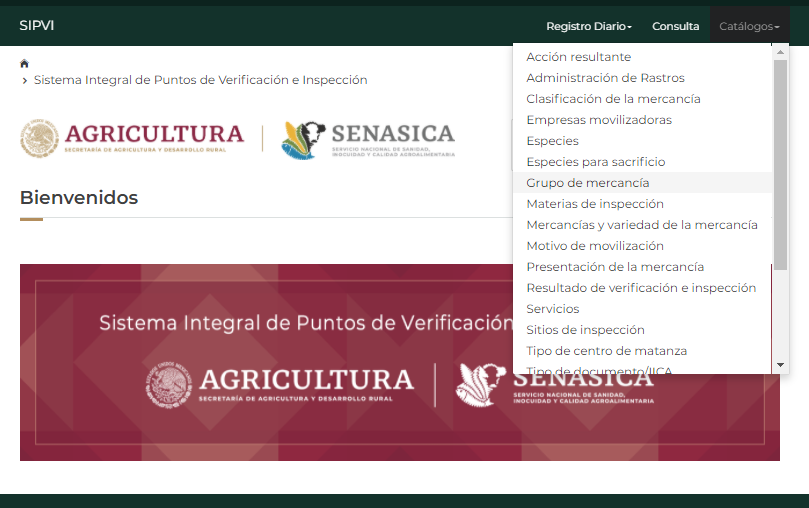 SIPVI
Registro Diario
Consulta
Catálogos
Sistema Integral de Puntos de Verificación e Inspección
AGRICULTURA
SECRETARÍA DE AGRICULTURA Y DESARROLLO RURAL
SENASICA
SERVICIO NACIONAL DE SANIDAD,
INOCUIDAD Y CALIDAD AGROALIMENTARIA
Bienvenidos
Acción resultante
Administración de Rastros
Clasificación de la mercancía
Empresas movilizadoras
Especies
Especies para sacrificio
Grupo de mercancía
Materias de inspección
Mercancías y variedad de la mercancía
Motivo de movilización
Presentación de la mercancía
Resultado de verificación e inspección
Servicios
Sitios de inspección
Tipo de centro de matanza
Tipo de documento/IICA
Sistema Integral de Puntos de Verificación
AGRICULTURA
SECRETARÍA DE AGRICULTURA Y DESARROLLO RURAL
SENASICA
SERVICIO NACIONAL DE SANIDAD,
INOCUIDAD Y CALIDAD AGROALIMENTARIA